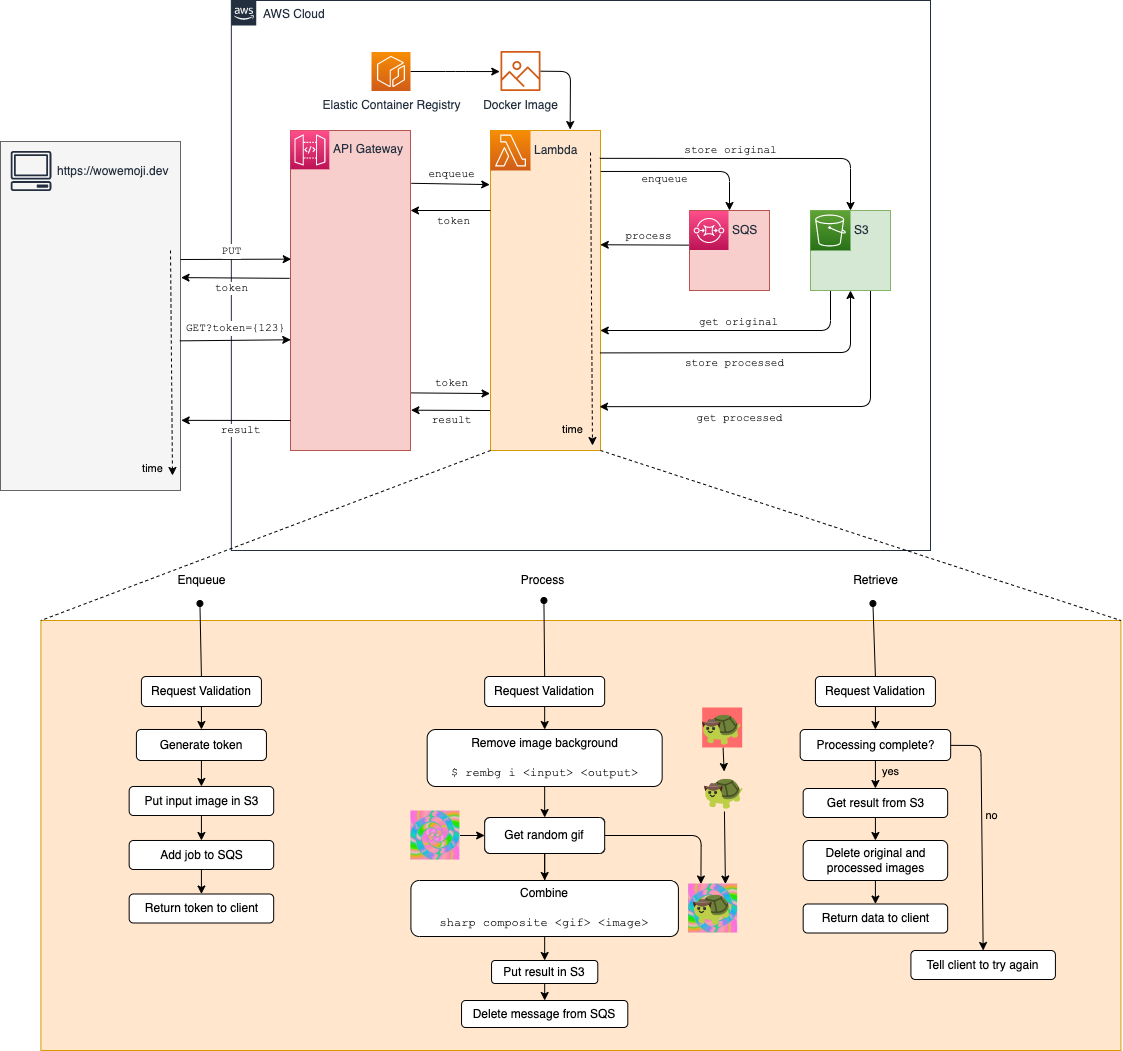 aws
AWS Cloud
Elastic Container Registry
Docker Image
https://wowemoji.dev
API Gateway
Lambda
store original
enqueue
enqueue
token
SQS
S3
process
PUT
token
GET?token={123}
get original
store processed
token
result
get processed
result
time
time
Enqueue
Process
Retrieve
Request Validation
Generate token
Put input image in S3
Add job to SQS
Return token to client
Request Validation
Remove image background
$ rembg i <input> <output>
Get random gif
Combine
sharp composite <gif> <image>
Put result in S3
Delete message from SQS
Request Validation
Processing complete?
yes
no
Get result from S3
Delete original and
processed images
Return data to client
Tell client to try again